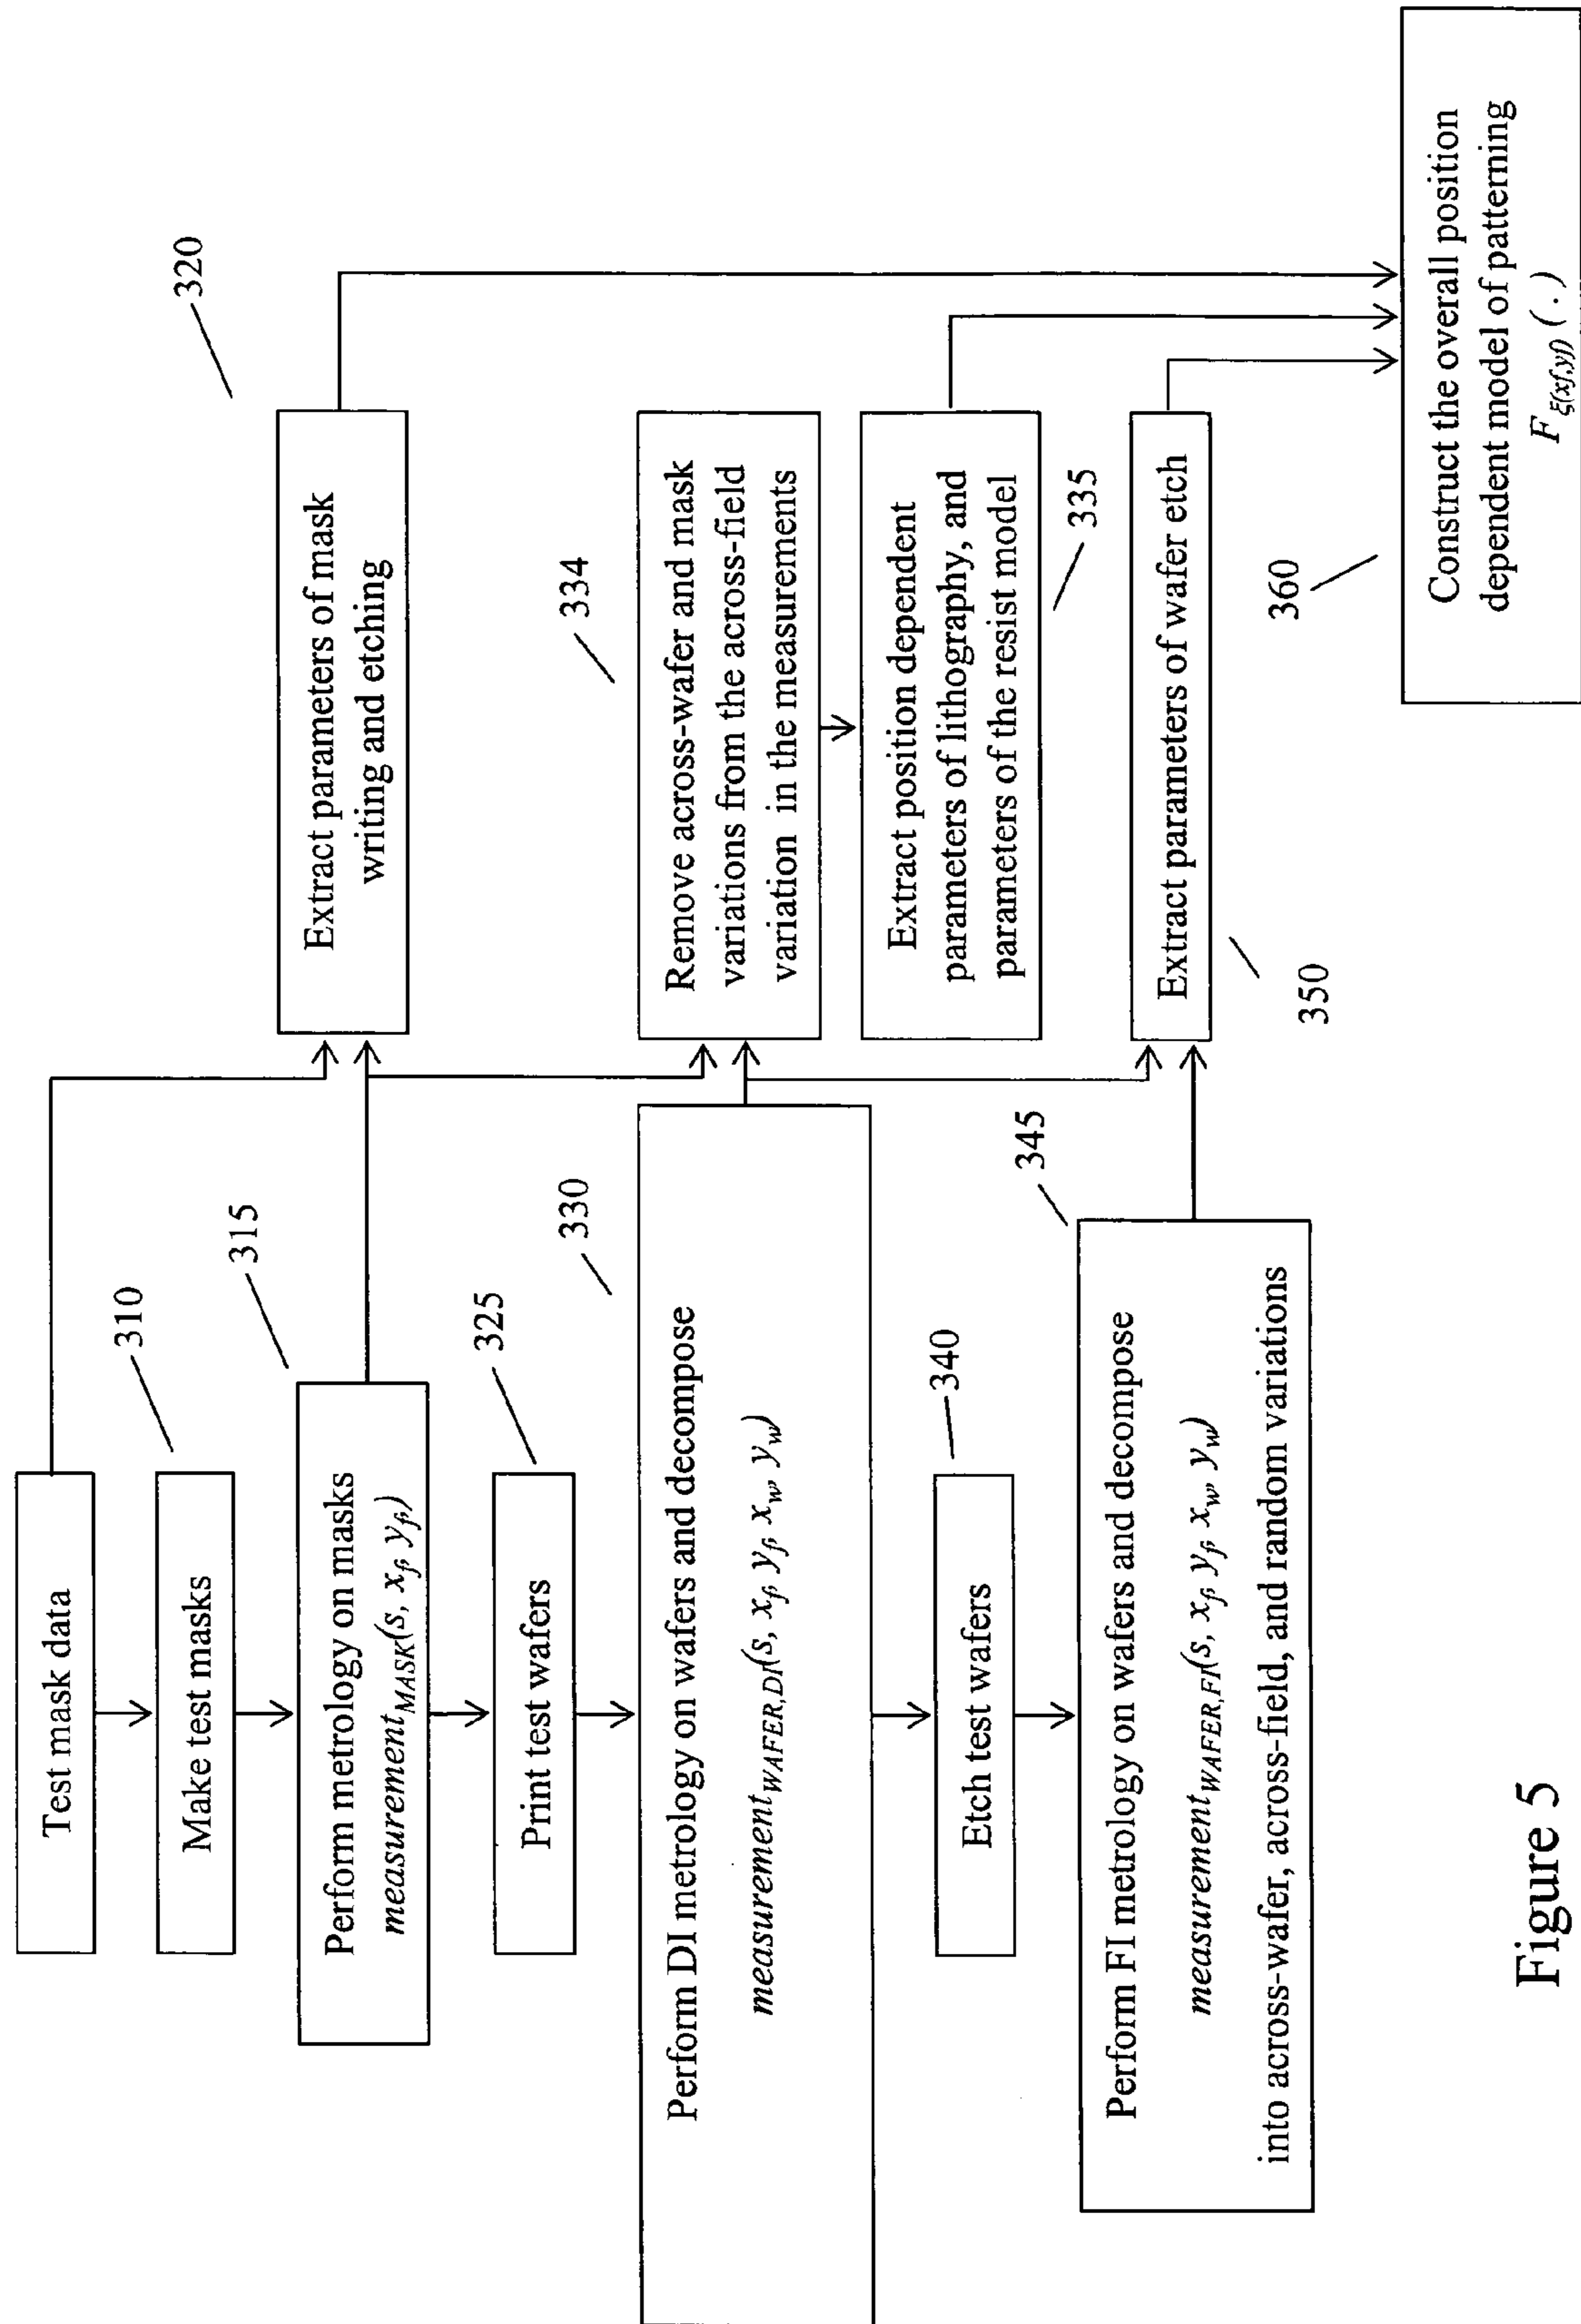 Test mask data
310
Make test masks
315
Perform metrology on masks
measurement_MASK(s, x_f, y_f,)
320
Extract parameters of mask
writing and etching
325
Print test wafers
330
Perform DI metrology on wafers and decompose
measurement_WAFER,DI(s, x_f, y_f, x_w, y_w)
334
Remove across-wafer and mask
variations from the across-field
variation in the measurements
Extract position dependent
parameters of lithography, and
parameters of the resist model
335
340
Etch test wafers
345
Perform FI metrology on wafers and decompose
measurement_WAFER,FI(s, x_f, y_f, x_w, y_w)
into across-wafer, across-field, and random variations
Extract parameters of wafer etch
350
360
Construct the overall position
dependent model of patterning
F_ξ(xf,yf) ( . )
Figure 5